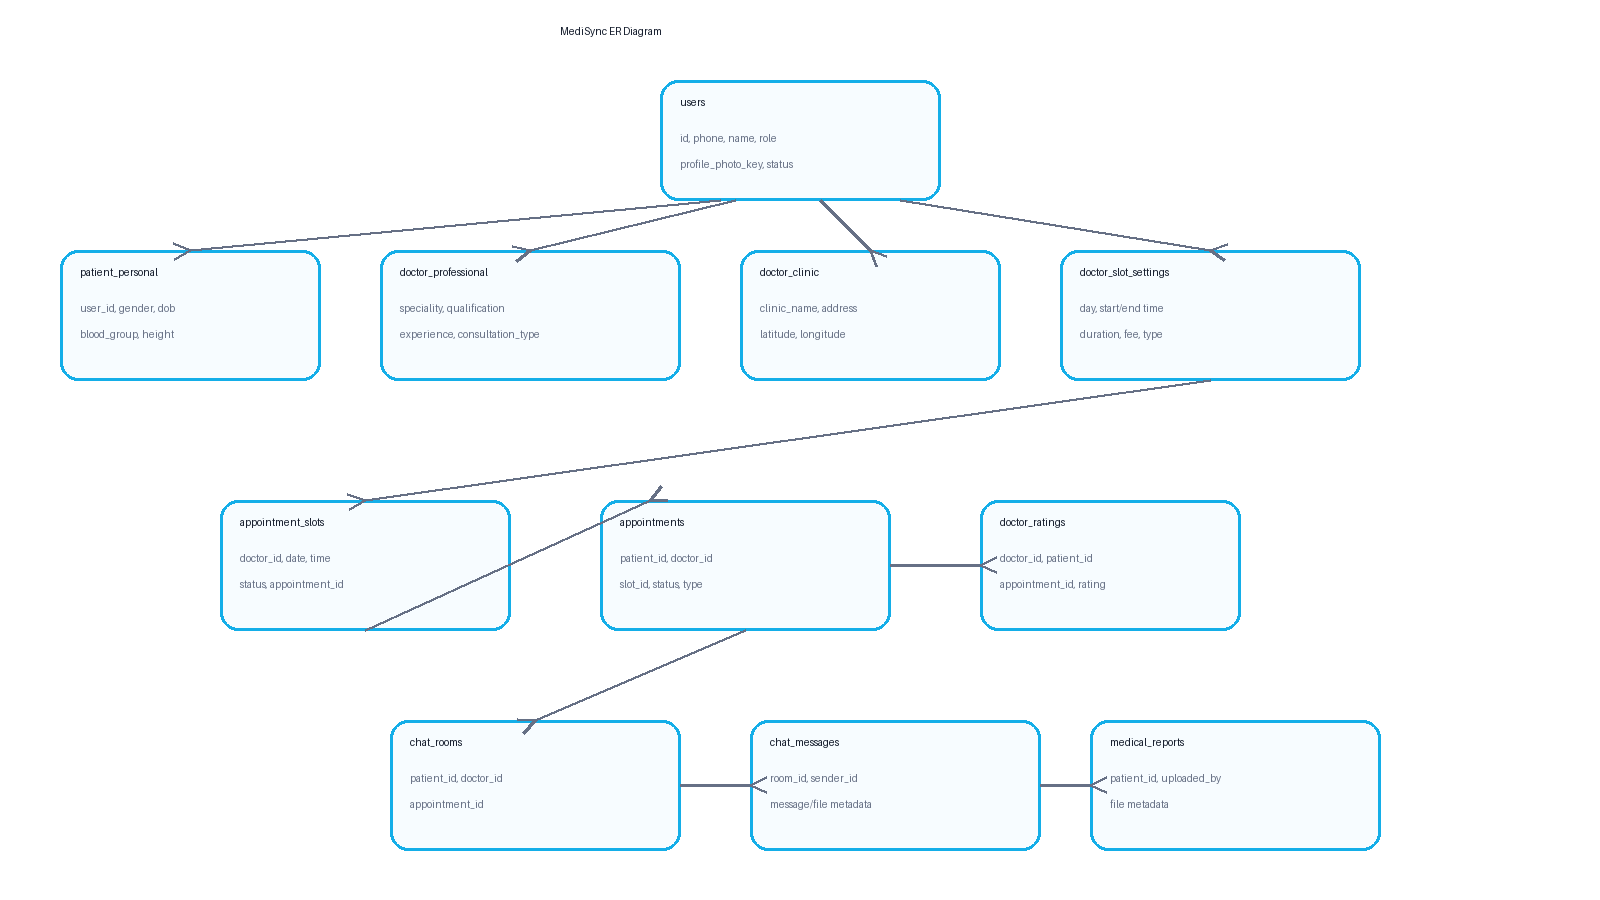 MediSync ER Diagram
users
id, phone, name, role
profile_photo_key, status
patient_personal
user_id, gender, dob
blood_group, height
doctor_professional
speciality, qualification
experience, consultation_type
doctor_clinic
clinic_name, address
latitude, longitude
doctor_slot_settings
day, start/end time
duration, fee, type
appointment_slots
doctor_id, date, time
status, appointment_id
appointments
patient_id, doctor_id
slot_id, status, type
doctor_ratings
doctor_id, patient_id
appointment_id, rating
chat_rooms
patient_id, doctor_id
appointment_id
chat_messages
room_id, sender_id
message/file metadata
medical_reports
patient_id, uploaded_by
file metadata